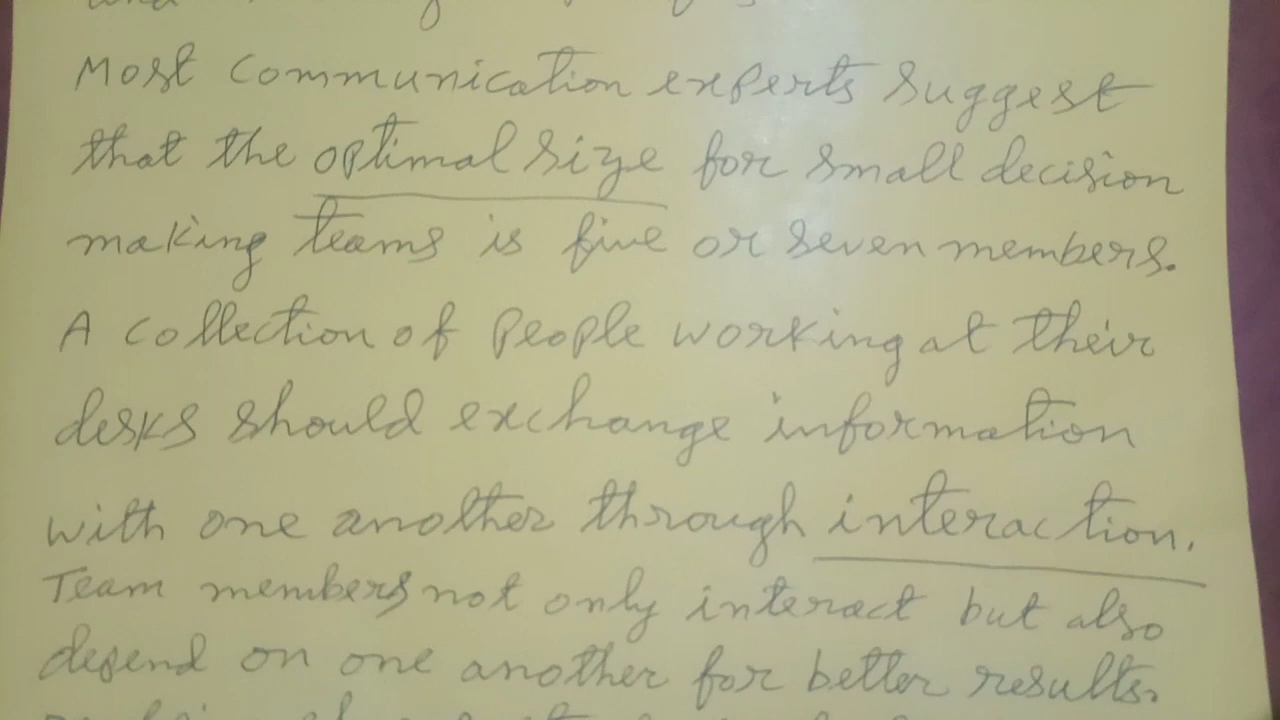 Most communication experts suggest
that the optimal size for small decision
making teams is five or seven members.
A collection of people working at their
desks should exchange information
with one another through interaction.
Team members not only interact but also
depend on one another for better results.